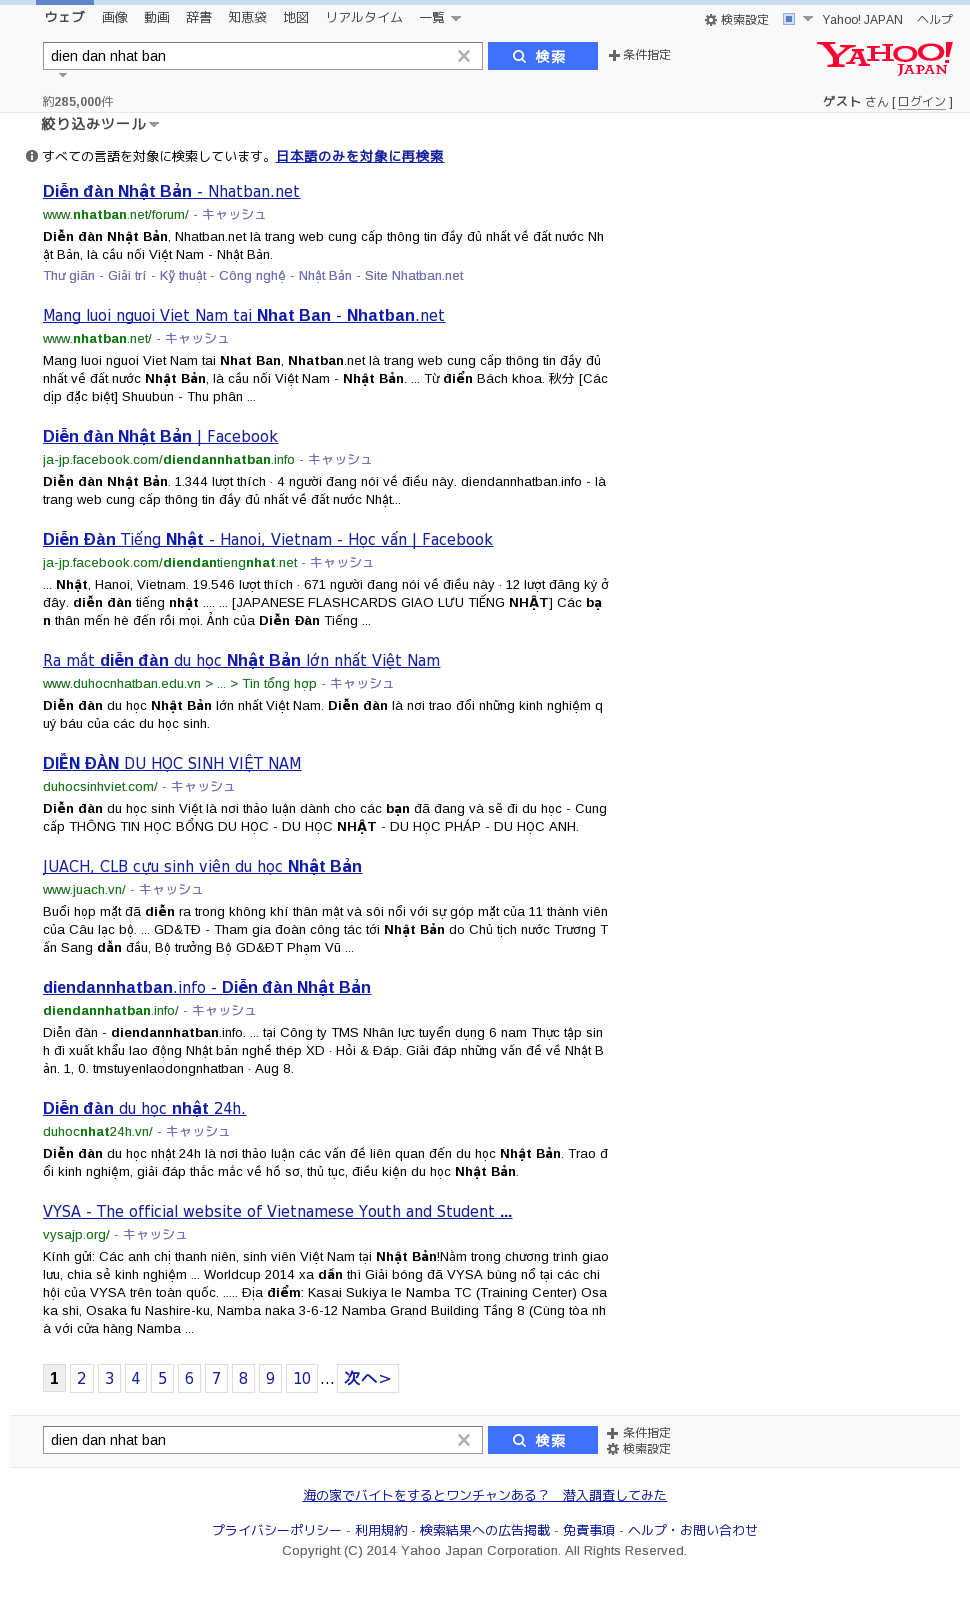 ウェブ 画像 動画 辞書 知恵袋 地図 リアルタイム 一覧
検索設定 Yahoo! JAPAN ヘルプ
dien dan nhat ban 検索 条件指定 YAHOO! JAPAN
約285,000件 ゲスト さん [ ログイン ]
絞り込みツール
すべての言語を対象に検索しています。日本語のみを対象に再検索
Diễn đàn Nhật Bản - Nhatban.net
www.nhatban.net/forum/ - キャッシュ
Diễn đàn Nhật Bản, Nhatban.net là trang web cung cấp thông tin đầy đủ nhất về đất nước Nh
ật Bản, là cầu nối Việt Nam - Nhật Bản.
Thư giãn - Giải trí - Kỹ thuật - Công nghệ - Nhật Bản - Site Nhatban.net
Mang luoi nguoi Viet Nam tai Nhat Ban - Nhatban.net
www.nhatban.net/ - キャッシュ
Mang luoi nguoi Viet Nam tai Nhat Ban, Nhatban.net là trang web cung cấp thông tin đầy đủ
nhất về đất nước Nhật Bản, là cầu nối Việt Nam - Nhật Bản. ... Từ điển Bách khoa. 秋分 [Các
dịp đặc biệt] Shuubun - Thu phân ...
Diễn đàn Nhật Bản | Facebook
ja-jp.facebook.com/diendannhatban.info - キャッシュ
Diễn đàn Nhật Bản. 1.344 lượt thích · 4 người đang nói về điều này. diendannhatban.info - là
trang web cung cấp thông tin đầy đủ nhất về đất nước Nhật...
Diễn Đàn Tiếng Nhật - Hanoi, Vietnam - Học vấn | Facebook
ja-jp.facebook.com/diendantiengnhat.net - キャッシュ
... Nhật, Hanoi, Vietnam. 19.546 lượt thích · 671 người đang nói về điều này · 12 lượt đăng ký ở
đây. diễn đàn tiếng nhật .... ... [JAPANESE FLASHCARDS GIAO LƯU TIẾNG NHẬT] Các bạ
n thân mến hè đến rồi mọi. Ảnh của Diễn Đàn Tiếng ...
Ra mắt diễn đàn du học Nhật Bản lớn nhất Việt Nam
www.duhocnhatban.edu.vn > ... > Tin tổng hợp - キャッシュ
Diễn đàn du học Nhật Bản lớn nhất Việt Nam. Diễn đàn là nơi trao đổi những kinh nghiệm q
uý báu của các du học sinh.
DIỄN ĐÀN DU HỌC SINH VIỆT NAM
duhocsinhviet.com/ - キャッシュ
Diễn đàn du học sinh Việt là nơi thảo luận dành cho các bạn đã đang và sẽ đi du học - Cung
cấp THÔNG TIN HỌC BỔNG DU HỌC - DU HỌC NHẬT - DU HỌC PHÁP - DU HỌC ANH.
JUACH, CLB cựu sinh viên du học Nhật Bản
www.juach.vn/ - キャッシュ
Buổi họp mặt đã diễn ra trong không khí thân mật và sôi nổi với sự góp mặt của 11 thành viên
của Câu lạc bộ. ... GD&TĐ - Tham gia đoàn công tác tới Nhật Bản do Chủ tịch nước Trương T
ấn Sang dẫn đầu, Bộ trưởng Bộ GD&ĐT Phạm Vũ ...
diendannhatban.info - Diễn đàn Nhật Bản
diendannhatban.info/ - キャッシュ
Diễn đàn - diendannhatban.info. ... tại Công ty TMS Nhân lực tuyển dụng 6 nam Thực tập sin
h đi xuất khẩu lao động Nhật bản nghề thép XD · Hỏi & Đáp. Giải đáp những vấn đề về Nhật B
ản. 1, 0. tmstuyenlaodongnhatban · Aug 8.
Diễn đàn du học nhật 24h.
duhocnhat24h.vn/ - キャッシュ
Diễn đàn du học nhật 24h là nơi thảo luận các vấn đề liên quan đến du học Nhật Bản. Trao đ
ổi kinh nghiệm, giải đáp thắc mắc về hồ sơ, thủ tục, điều kiện du học Nhật Bản.
VYSA - The official website of Vietnamese Youth and Student ...
vysajp.org/ - キャッシュ
Kính gửi: Các anh chị thanh niên, sinh viên Việt Nam tại Nhật Bản!Nằm trong chương trình giao
lưu, chia sẻ kinh nghiệm ... Worldcup 2014 xa dần thì Giải bóng đã VYSA bùng nổ tại các chi
hội của VYSA trên toàn quốc. ..... Địa điểm: Kasai Sukiya Ie Namba TC (Training Center) Osa
ka shi, Osaka fu Nashire-ku, Namba naka 3-6-12 Namba Grand Building Tầng 8 (Cùng tòa nh
à với cửa hàng Namba ...
1 2 3 4 5 6 7 8 9 10 ... 次へ>
dien dan nhat ban 検索 条件指定
検索設定
海の家でバイトをするとワンチャンある？　潜入調査してみた
プライバシーポリシー - 利用規約 - 検索結果への広告掲載 - 免責事項 - ヘルプ・お問い合わせ
Copyright (C) 2014 Yahoo Japan Corporation. All Rights Reserved.